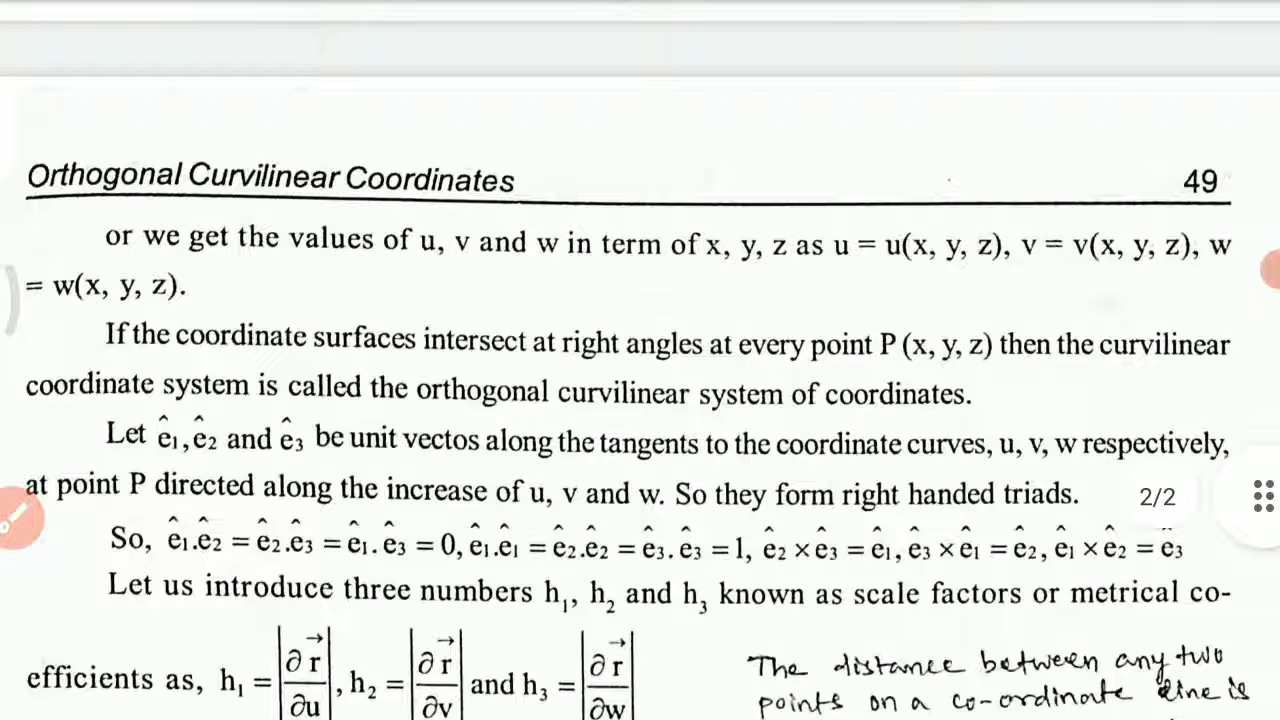 Orthogonal Curvilinear Coordinates 49
or we get the values of u, v and w in term of x, y, z as u = u(x, y, z), v = v(x, y, z), w
= w(x, y, z).
If the coordinate surfaces intersect at right angles at every point P (x, y, z) then the curvilinear
coordinate system is called the orthogonal curvilinear system of coordinates.
Let ê₁, ê₂ and ê₃ be unit vectos along the tangents to the coordinate curves, u, v, w respectively,
at point P directed along the increase of u, v and w. So they form right handed triads.
2/2
So, ê₁.ê₂ = ê₂.ê₃ = ê₁.ê₃ = 0, ê₁.ê₁ = ê₂.ê₂ = ê₃.ê₃ = 1, ê₂ × ê₃ = ê₁, ê₃ × ê₁ = ê₂, ê₁ × ê₂ = ê₃
Let us introduce three numbers h₁, h₂ and h₃ known as scale factors or metrical co-
efficients as, h₁ = |∂r⃗/∂u|, h₂ = |∂r⃗/∂v| and h₃ = |∂r⃗/∂w|
The distance between any two
points on a co-ordinate line is